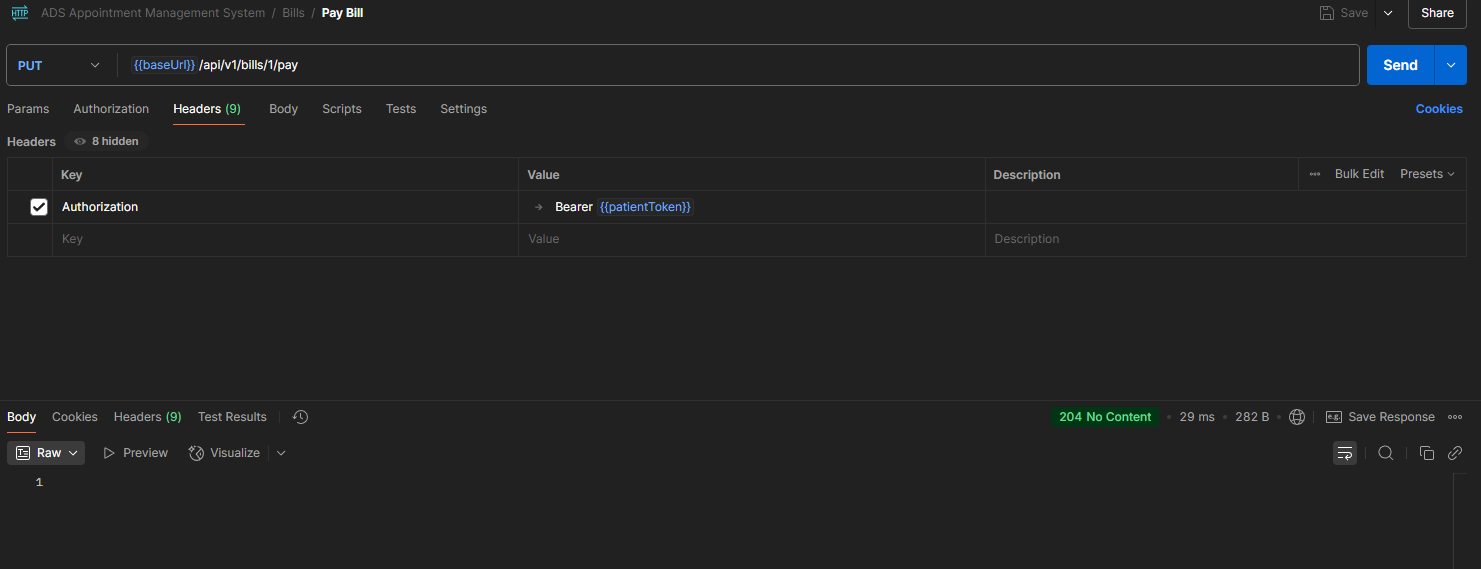 HTTP ADS Appointment Management System / Bills / Pay Bill Save Share
PUT {{baseUrl}} /api/v1/bills/1/pay Send
Params Authorization Headers (9) Body Scripts Tests Settings Cookies
Headers 8 hidden
Key Value Description Bulk Edit Presets
Authorization Bearer {{patientToken}}
Key Value Description
Body Cookies Headers (9) Test Results 204 No Content • 29 ms • 282 B • e.g. Save Response
Raw Preview Visualize
1